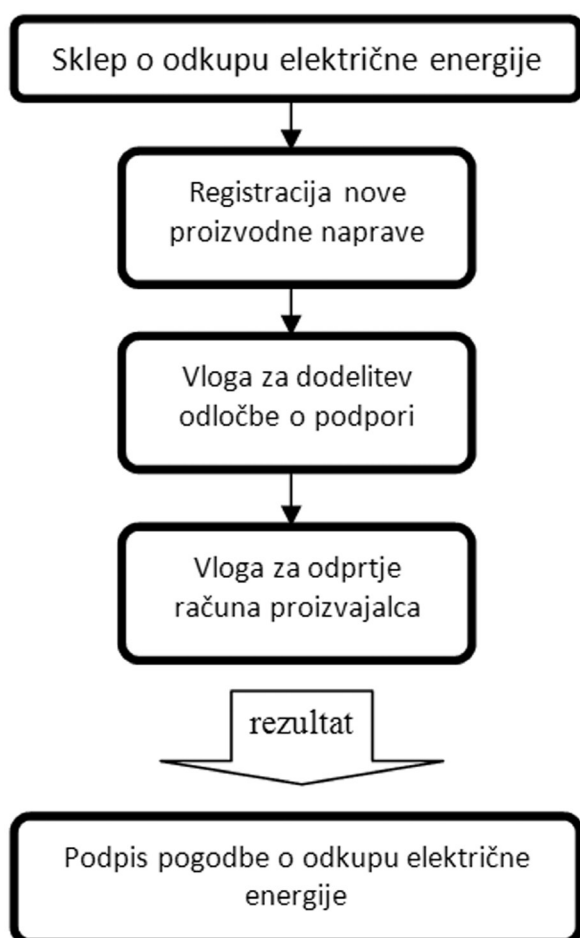 Sklep o odkupu električne energije
Registracija nove
proizvodne naprave
Vloga za dodelitev
odločbe o podpori
Vloga za odprtje
računa proizvajalca
rezultat
Podpis pogodbe o odkupu električne
energije